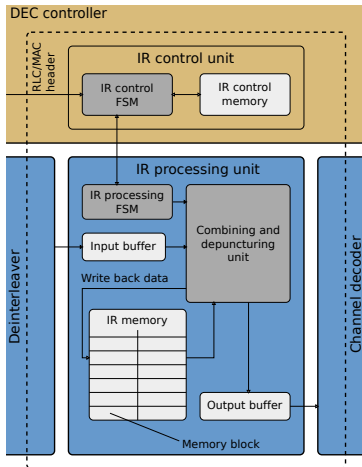 DEC controller
RLC/MAC
header
IR control unit
IR control
FSM
IR control
memory
IR processing unit
IR processing
FSM
Combining and
depuncturing
unit
Input buffer
Deinterleaver
Channel decoder
Write back data
IR memory
Output buffer
Memory block